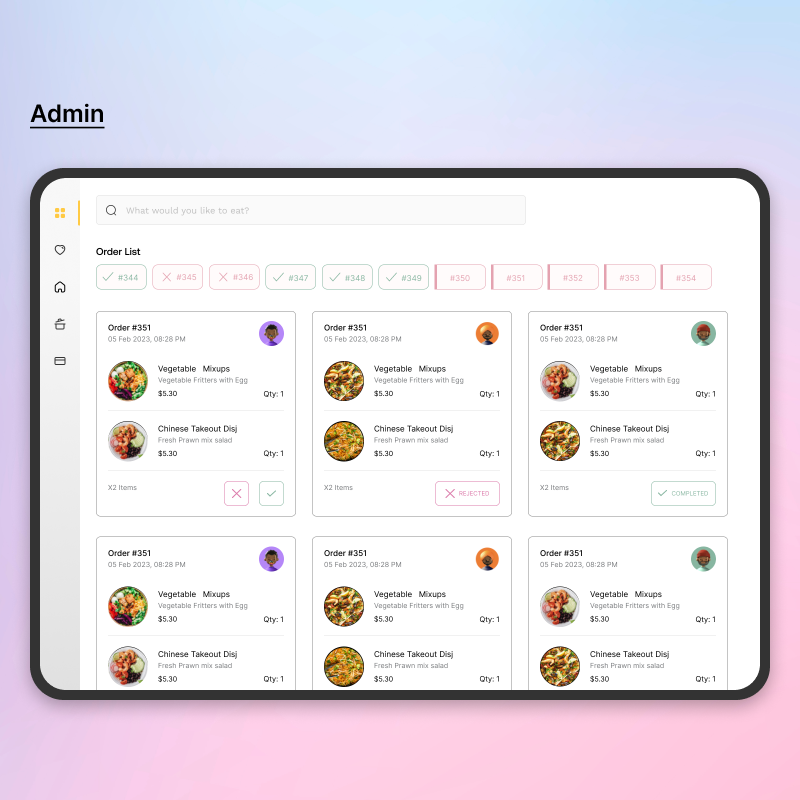 Admin
What would you like to eat?
Order List
#344 #345 #346 #347 #348 #349 #350 #351 #352 #353 #354
Order #351
05 Feb 2023, 08:28 PM
Vegetable Mixups
Vegetable Fritters with Egg
$5.30 Qty: 1
Chinese Takeout Disj
Fresh Prawn mix salad
$5.30 Qty: 1
X2 Items
Order #351
05 Feb 2023, 08:28 PM
Vegetable Mixups
Vegetable Fritters with Egg
$5.30 Qty: 1
Chinese Takeout Disj
Fresh Prawn mix salad
$5.30 Qty: 1
X2 Items REJECTED
Order #351
05 Feb 2023, 08:28 PM
Vegetable Mixups
Vegetable Fritters with Egg
$5.30 Qty: 1
Chinese Takeout Disj
Fresh Prawn mix salad
$5.30 Qty: 1
X2 Items COMPLETED
Order #351
05 Feb 2023, 08:28 PM
Vegetable Mixups
Vegetable Fritters with Egg
$5.30 Qty: 1
Chinese Takeout Disj
Fresh Prawn mix salad
$5.30 Qty: 1
Order #351
05 Feb 2023, 08:28 PM
Vegetable Mixups
Vegetable Fritters with Egg
$5.30 Qty: 1
Chinese Takeout Disj
Fresh Prawn mix salad
$5.30 Qty: 1
Order #351
05 Feb 2023, 08:28 PM
Vegetable Mixups
Vegetable Fritters with Egg
$5.30 Qty: 1
Chinese Takeout Disj
Fresh Prawn mix salad
$5.30 Qty: 1